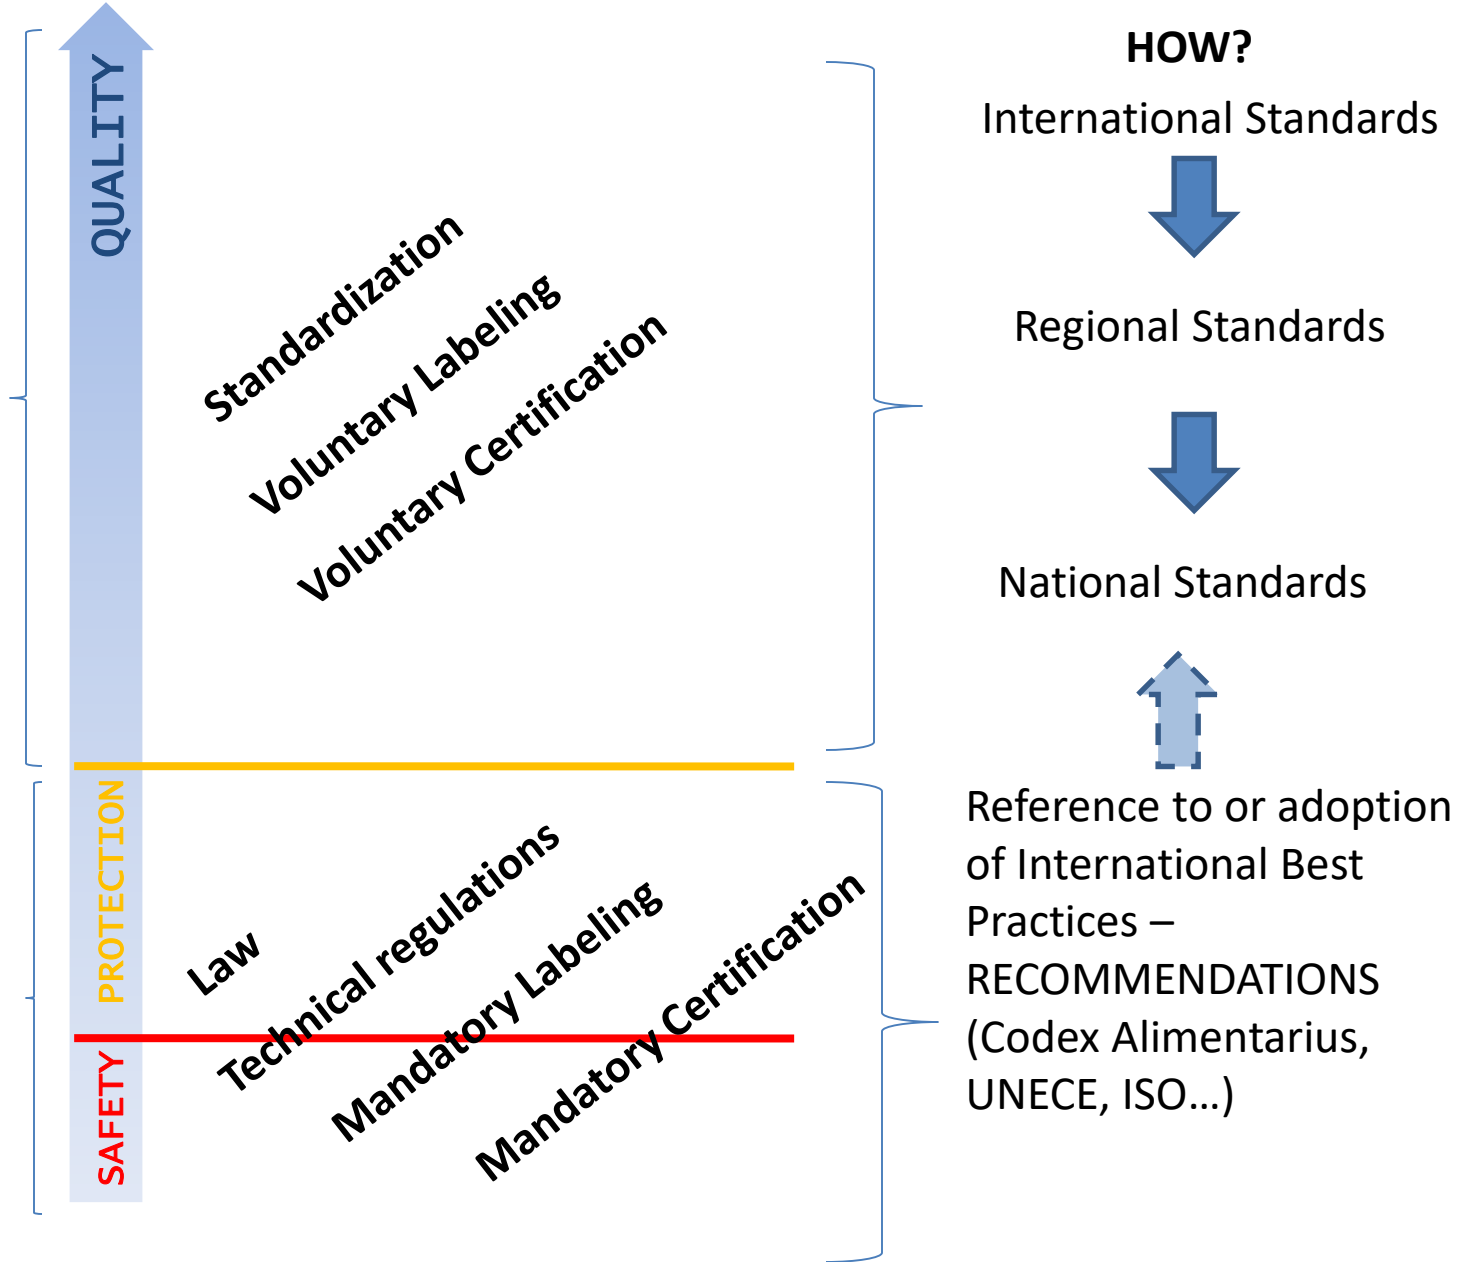 QUALITY
Standardization
Voluntary Labeling
Voluntary Certification
PROTECTION
Law
Technical regulations
Mandatory Labeling
Mandatory Certification
SAFETY
HOW?
International Standards
Regional Standards
National Standards
Reference to or adoption
of International Best
Practices –
RECOMMENDATIONS
(Codex Alimentarius,
UNECE, ISO…)